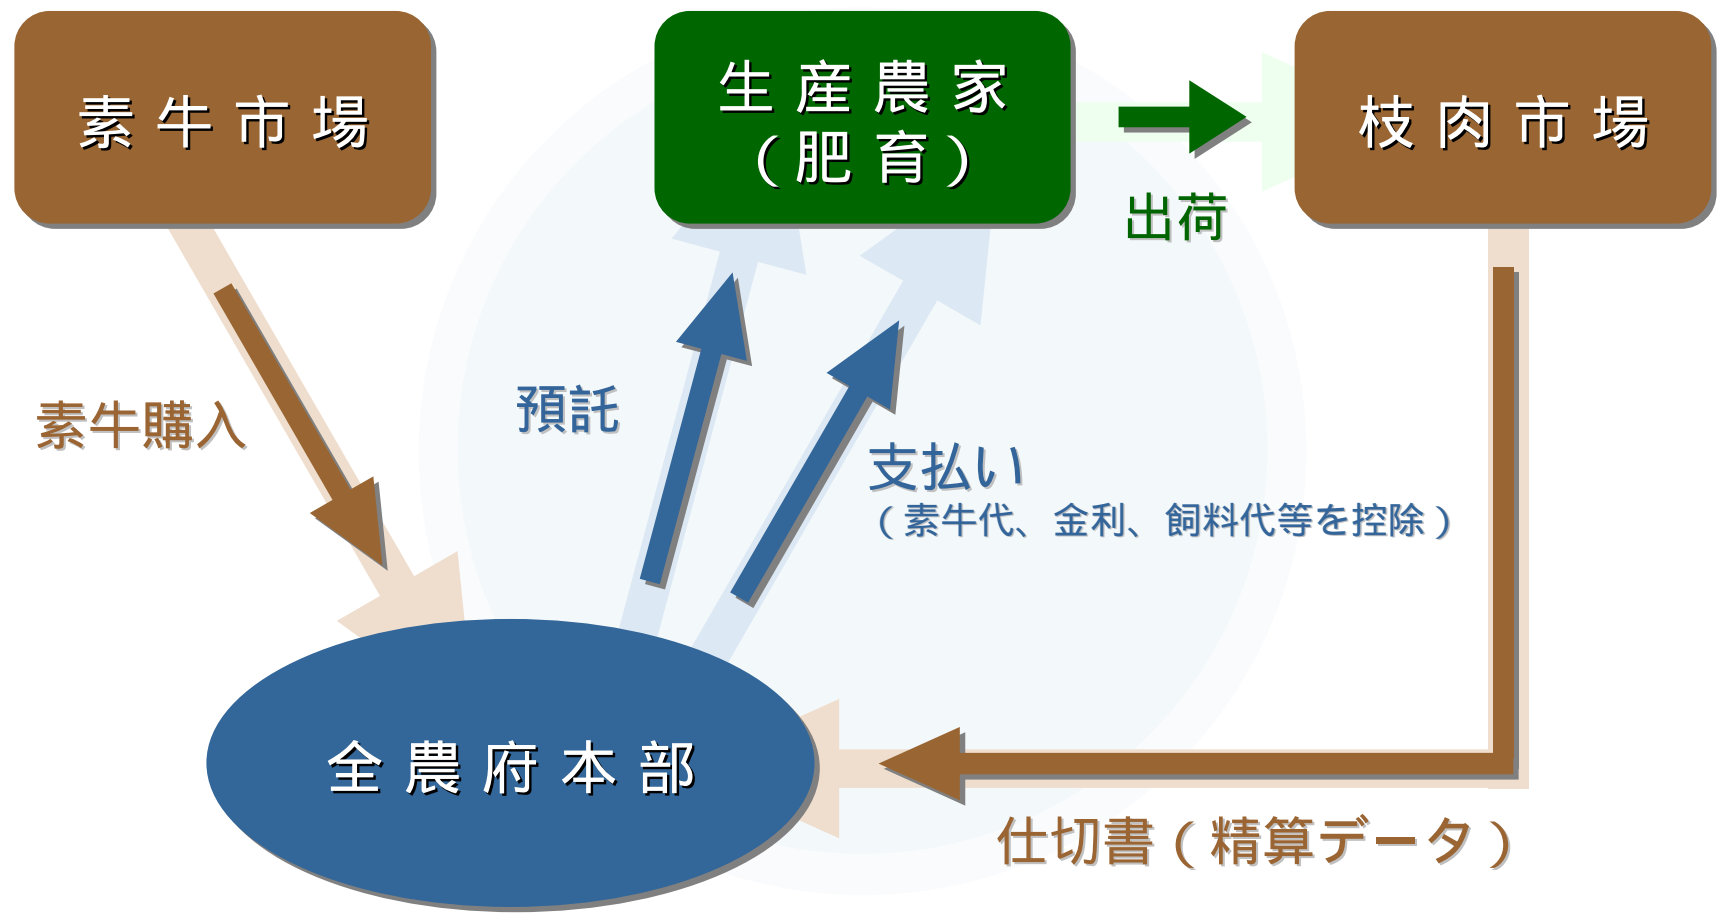 素牛市場
生産農家
（肥育）
枝肉市場
出荷
素牛購入
預託
支払い
（素牛代、金利、飼料代等を控除）
全農府本部
仕切書（精算データ）